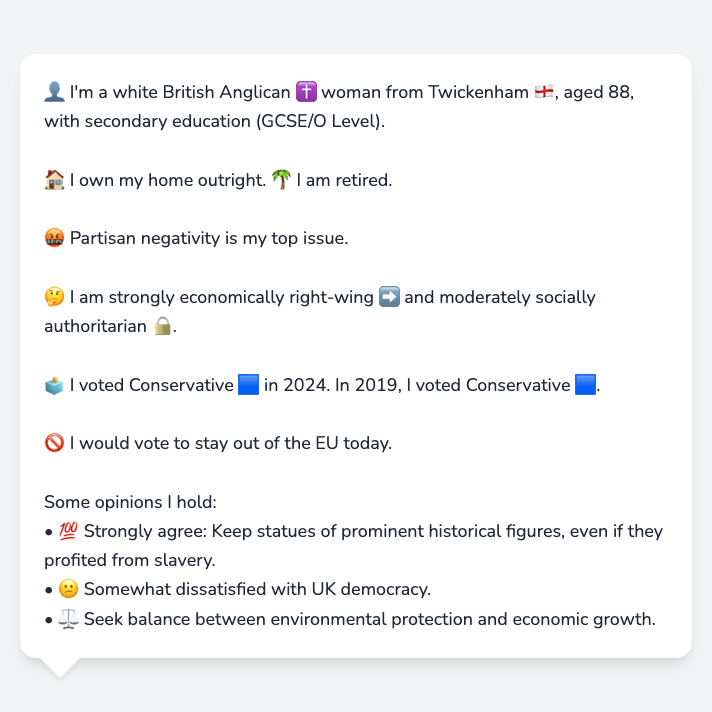 👤 I'm a white British Anglican ✝️ woman from Twickenham 🏴󠁧󠁢󠁥󠁮󠁧󠁿, aged 88,
with secondary education (GCSE/O Level).
🏠 I own my home outright. 🌴 I am retired.
🤬 Partisan negativity is my top issue.
🤔 I am strongly economically right-wing ➡️ and moderately socially
authoritarian 🔒.
🗳️ I voted Conservative 🟦 in 2024. In 2019, I voted Conservative 🟦.
🚫 I would vote to stay out of the EU today.
Some opinions I hold:
• 💯 Strongly agree: Keep statues of prominent historical figures, even if they
profited from slavery.
• 😕 Somewhat dissatisfied with UK democracy.
• ⚖️ Seek balance between environmental protection and economic growth.